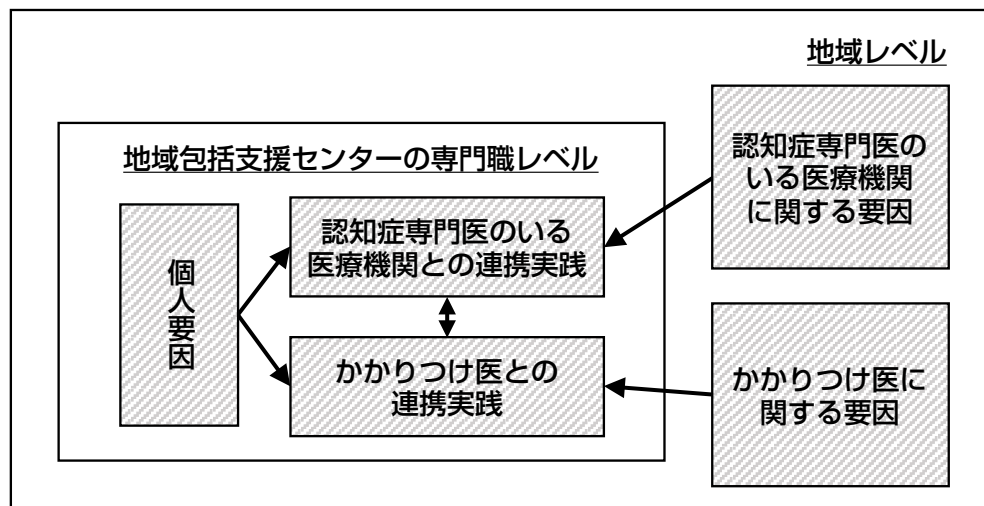 地域レベル
地域包括支援センターの専門職レベル
個人要因
認知症専門医のいる
医療機関との連携実践
かかりつけ医との
連携実践
認知症専門医の
いる医療機関
に関する要因
かかりつけ医に
関する要因